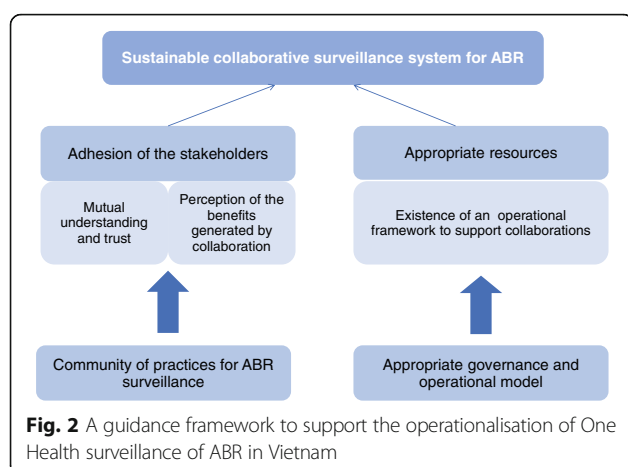 Sustainable collaborative surveillance system for ABR
Adhesion of the stakeholders
Appropriate resources
Mutual
understanding
and trust
Perception of the
benefits
generated by
collaboration
Existence of an operational
framework to support collaborations
Community of practices for ABR
surveillance
Appropriate governance and
operational model
Fig. 2 A guidance framework to support the operationalisation of One
Health surveillance of ABR in Vietnam